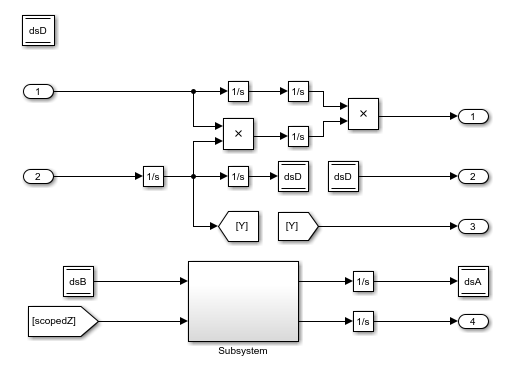 dsD
1
1/s
1/s
×
1
×
1/s
2
1/s
1/s
dsD
dsD
2
[Y]
[Y]
3
dsB
1/s
dsA
[scopedZ]
1/s
4
Subsystem